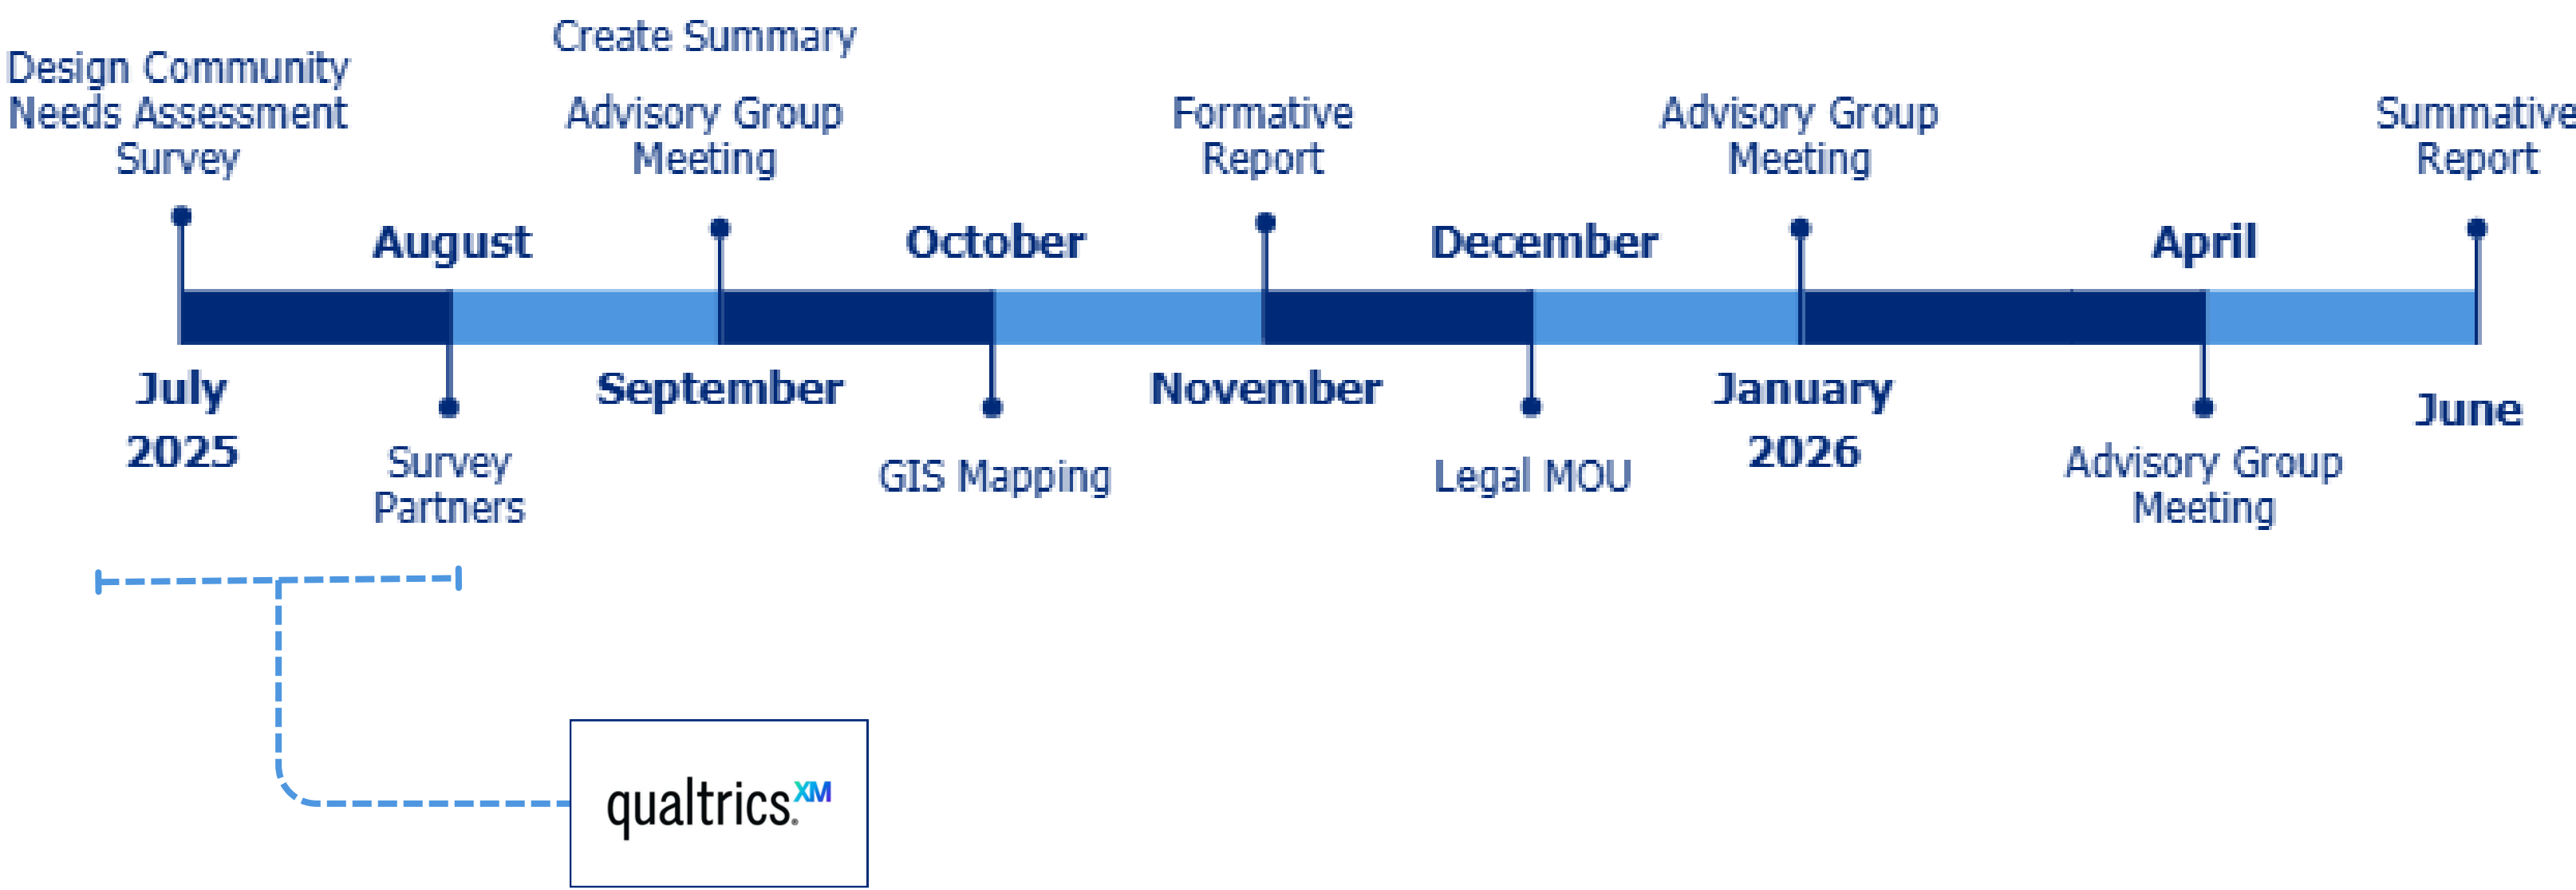 Design Community
Needs Assessment
Survey
Create Summary
Advisory Group
Meeting
Formative
Report
Advisory Group
Meeting
Summative
Report
August
October
December
April
July
2025
September
November
January
2026
June
Survey
Partners
GIS Mapping
Legal MOU
Advisory Group
Meeting
qualtrics.XM